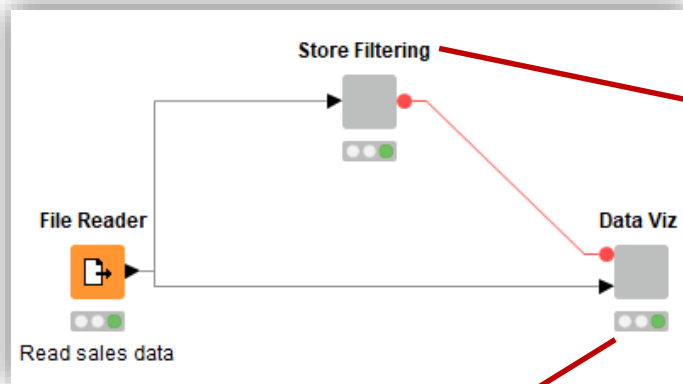 Store Filtering
File Reader
Data Viz
Read sales data